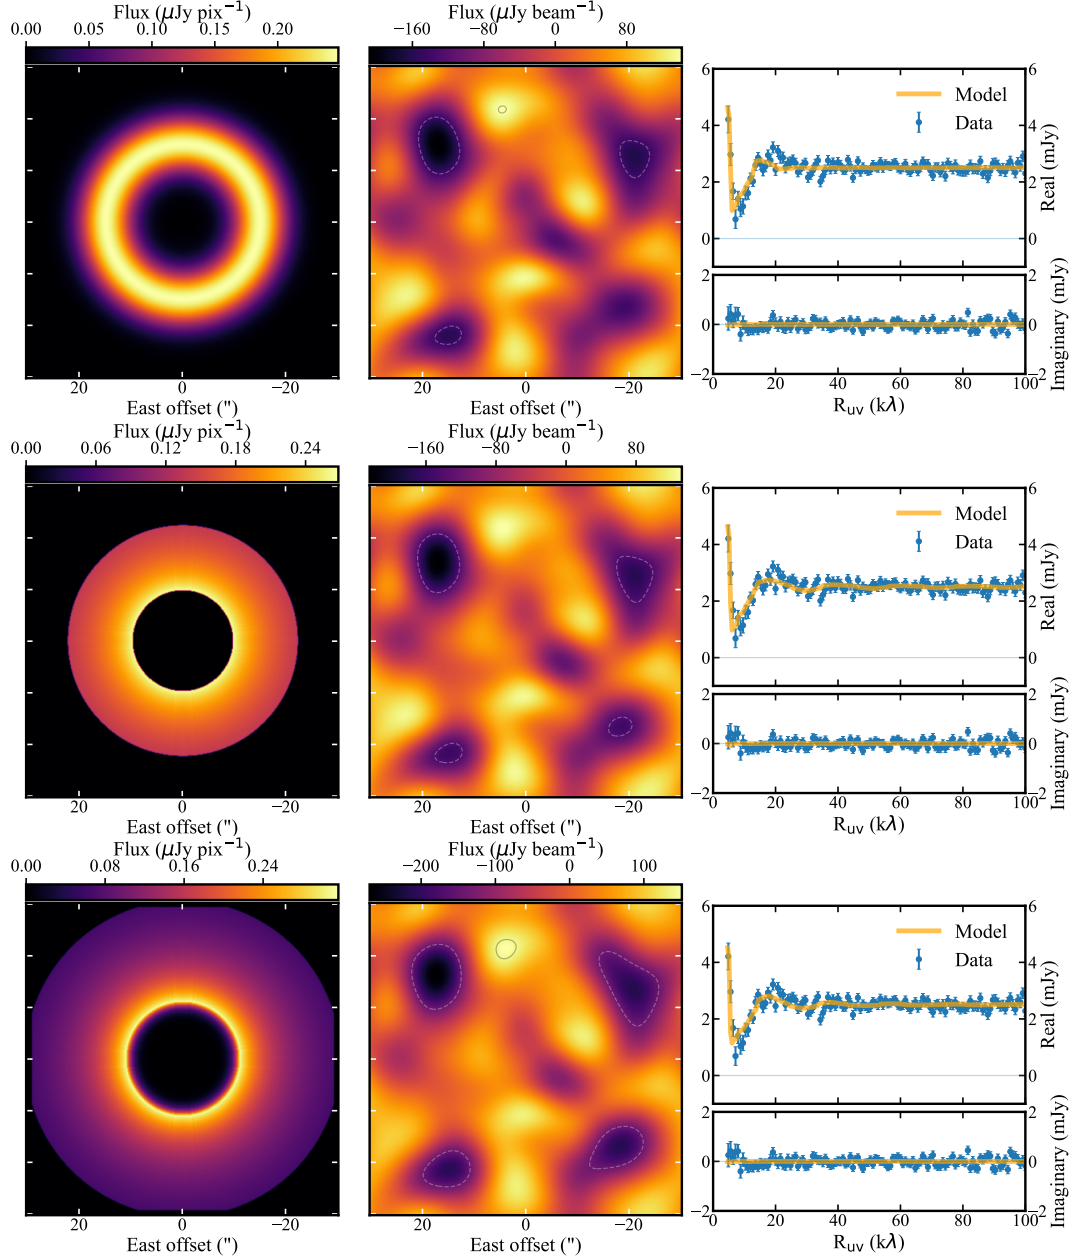 Flux (μJy pix⁻¹)
0.00 0.05 0.10 0.15 0.20
Flux (μJy beam⁻¹)
−160 −80 0 80
20 0 −20
East offset (")
20 0 −20
East offset (")
6
4
2
0
Model
Data
6
4
2
0
Real (mJy)
2
0
−2
2
0
−2
Imaginary (mJy)
0 20 40 60 80 100
Ruv (kλ)
Flux (μJy pix⁻¹)
0.00 0.06 0.12 0.18 0.24
Flux (μJy beam⁻¹)
−160 −80 0 80
20 0 −20
East offset (")
20 0 −20
East offset (")
6
4
2
0
Model
Data
6
4
2
0
Real (mJy)
2
0
−2
2
0
−2
Imaginary (mJy)
0 20 40 60 80 100
Ruv (kλ)
Flux (μJy pix⁻¹)
0.00 0.08 0.16 0.24
Flux (μJy beam⁻¹)
−200 −100 0 100
20 0 −20
East offset (")
20 0 −20
East offset (")
6
4
2
0
Model
Data
6
4
2
0
Real (mJy)
2
0
−2
2
0
−2
Imaginary (mJy)
0 20 40 60 80 100
Ruv (kλ)